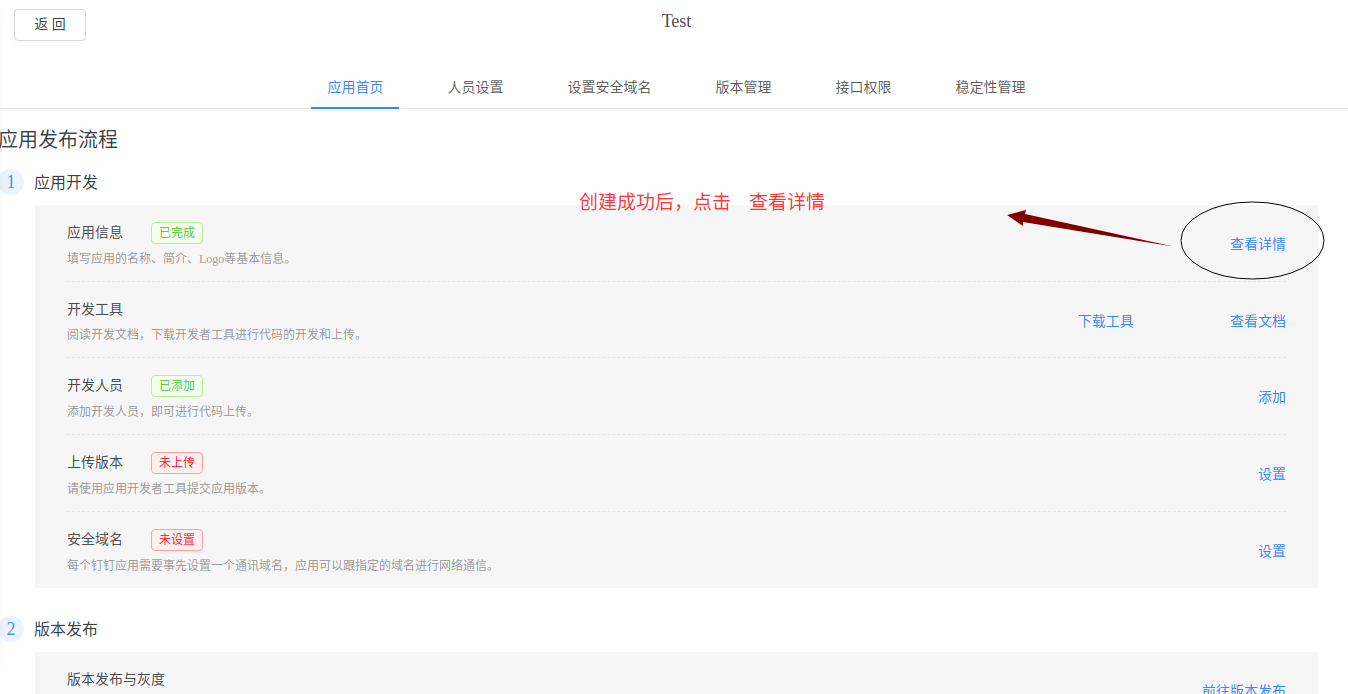 返 回
Test
应用首页 人员设置 设置安全域名 版本管理 接口权限 稳定性管理
应用发布流程
1 应用开发
创建成功后，点击 查看详情
应用信息 已完成 查看详情
填写应用的名称、简介、Logo等基本信息。
开发工具 下载工具 查看文档
阅读开发文档，下载开发者工具进行代码的开发和上传。
开发人员 已添加 添加
添加开发人员，即可进行代码上传。
上传版本 未上传 设置
请使用应用开发者工具提交应用版本。
安全域名 未设置 设置
每个钉钉应用需要事先设置一个通讯域名，应用可以跟指定的域名进行网络通信。
2 版本发布
版本发布与灰度
前往版本发布